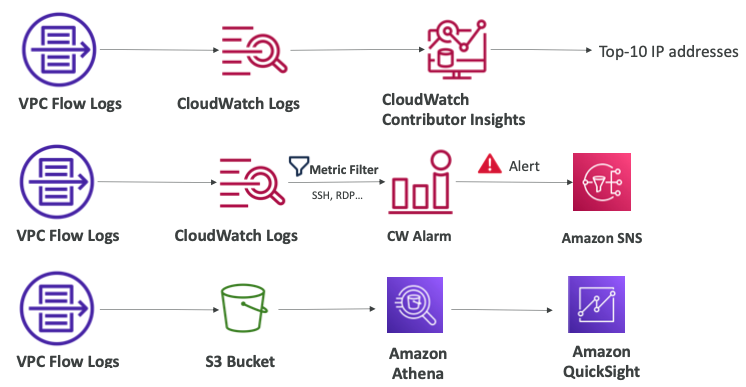 Top-10 IP addresses
VPC Flow Logs
CloudWatch Logs
CloudWatch
Contributor Insights
Metric Filter
SSH, RDP...
Alert
VPC Flow Logs
CloudWatch Logs
CW Alarm
Amazon SNS
VPC Flow Logs
S3 Bucket
Amazon
Athena
Amazon
QuickSight